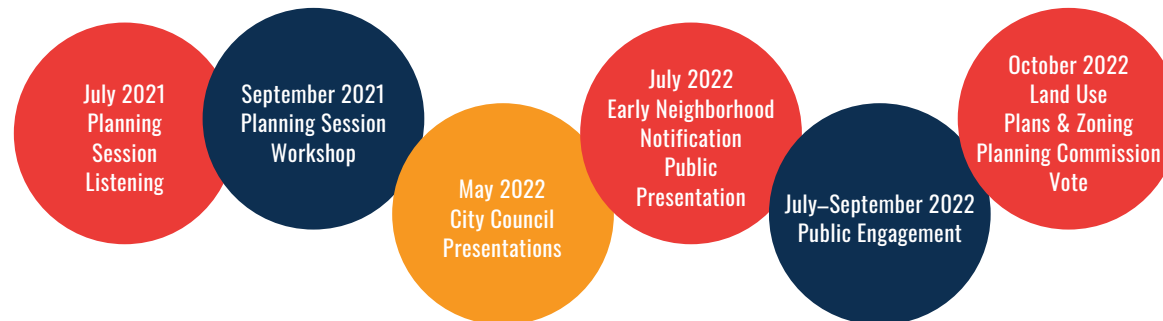 July 2021
Planning
Session
Listening
September 2021
Planning Session
Workshop
May 2022
City Council
Presentations
July 2022
Early Neighborhood
Notification
Public
Presentation
July–September 2022
Public Engagement
October 2022
Land Use
Plans & Zoning
Planning Commission
Vote